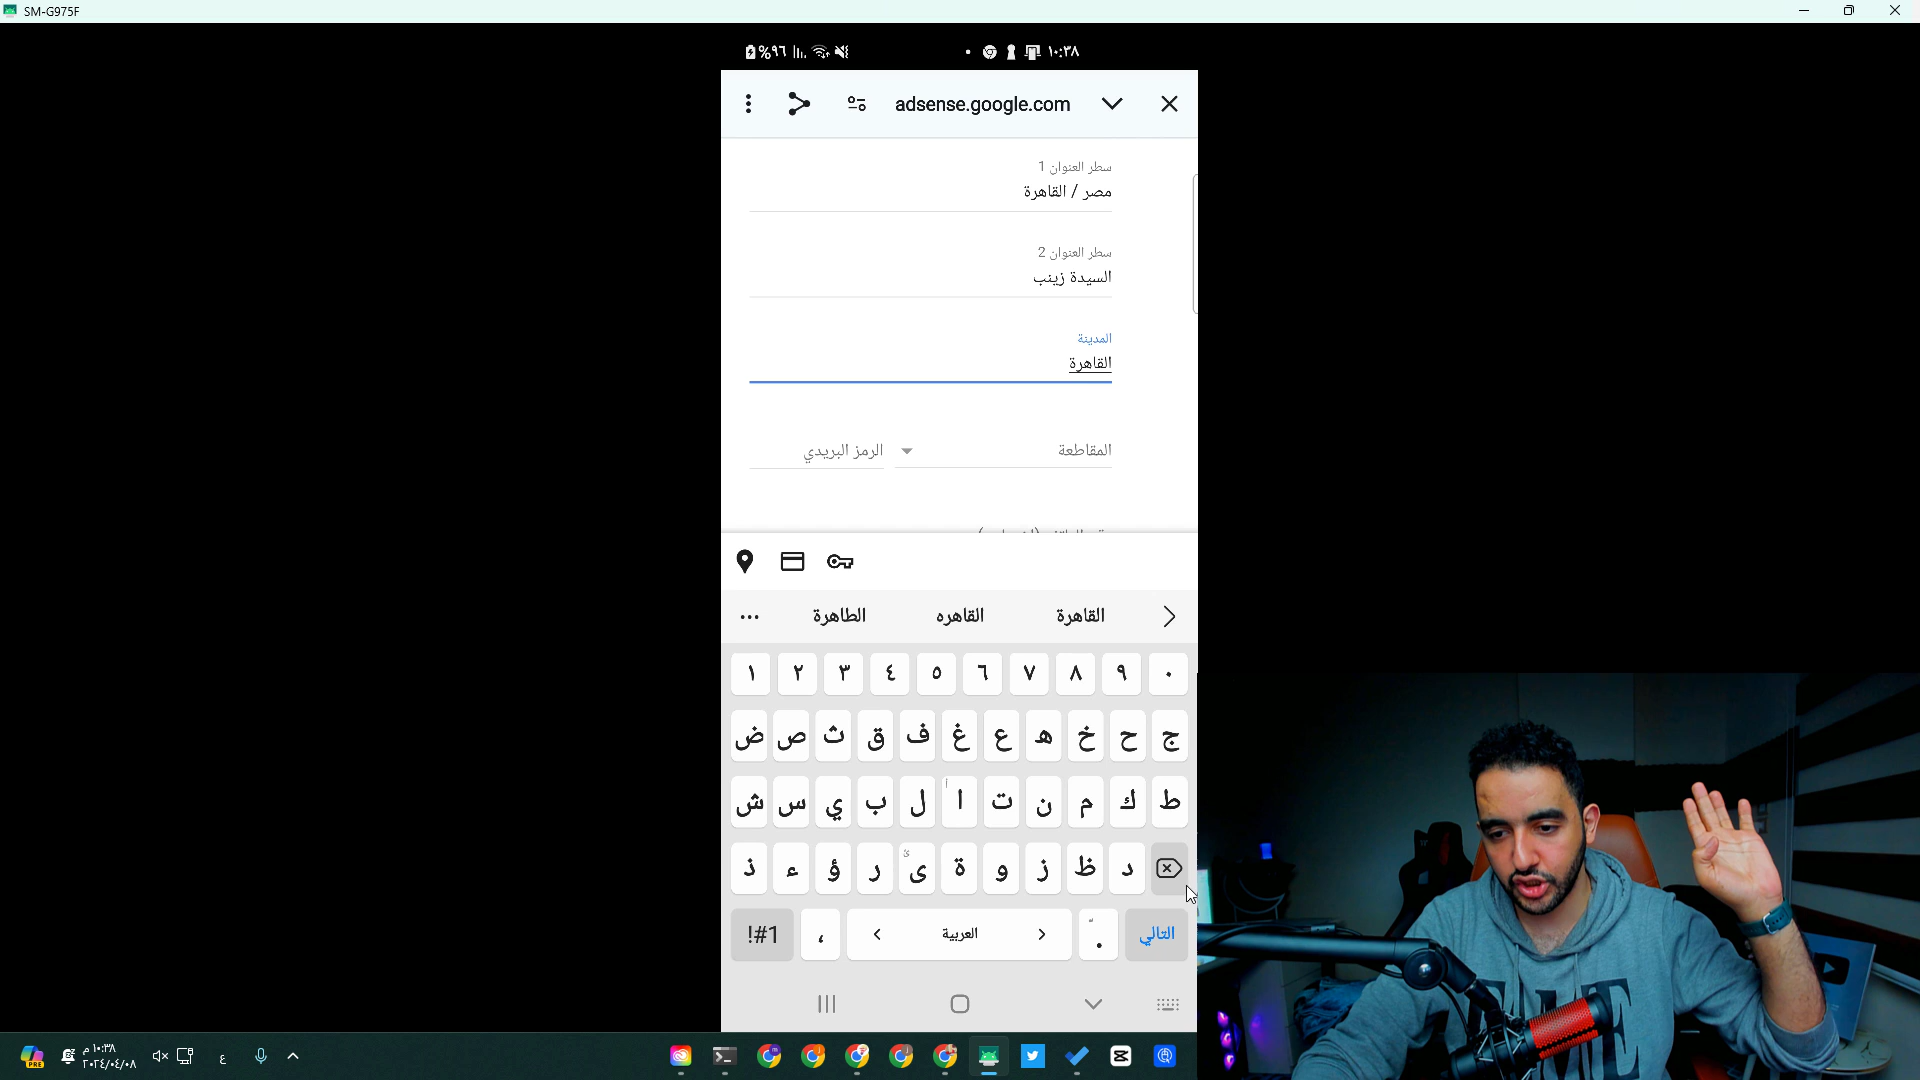 SM-G975F
%٩٦
١٠:٣٨
adsense.google.com
سطر العنوان 1
مصر / القاهرة
سطر العنوان 2
السيدة زينب
المدينة
القاهرة
المقاطعة
الرمز البريدي
القاهرة القاهره الطاهرة ...
١ ٢ ٣ ٤ ٥ ٦ ٧ ٨ ٩ ٠
ض ص ث ق ف غ ع ه خ ح ج
ش س ي ب ل ا ت ن م ك ط
ذ ء ؤ ر ى ة و ز ظ د
!#1 ، العربية . التالي
١٠:٣٨ م
٢٠٢٤/٠٤/٠٨
ع
PRE